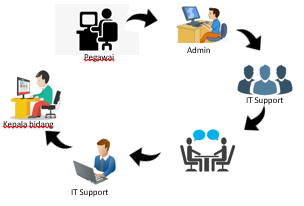 Pegawai
Admin
IT Support
IT Support
Kepala bidang